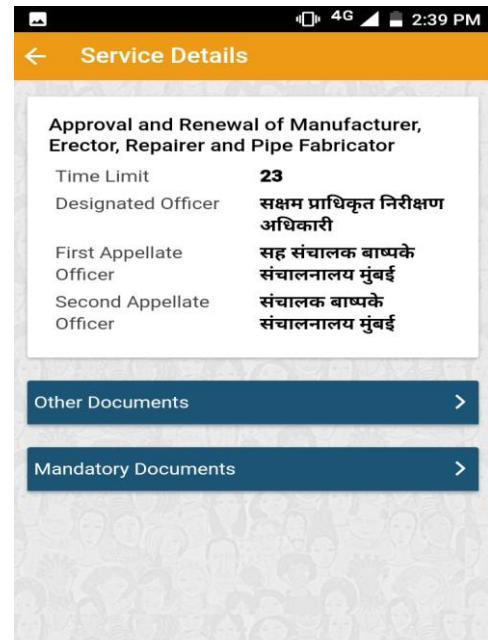 4G 2:39 PM
Service Details
Approval and Renewal of Manufacturer,
Erector, Repairer and Pipe Fabricator
Time Limit 23
Designated Officer सक्षम प्राधिकृत निरीक्षण
अधिकारी
First Appellate सह संचालक बाष्पके
Officer संचालनालय मुंबई
Second Appellate संचालक बाष्पके
Officer संचालनालय मुंबई
Other Documents
Mandatory Documents